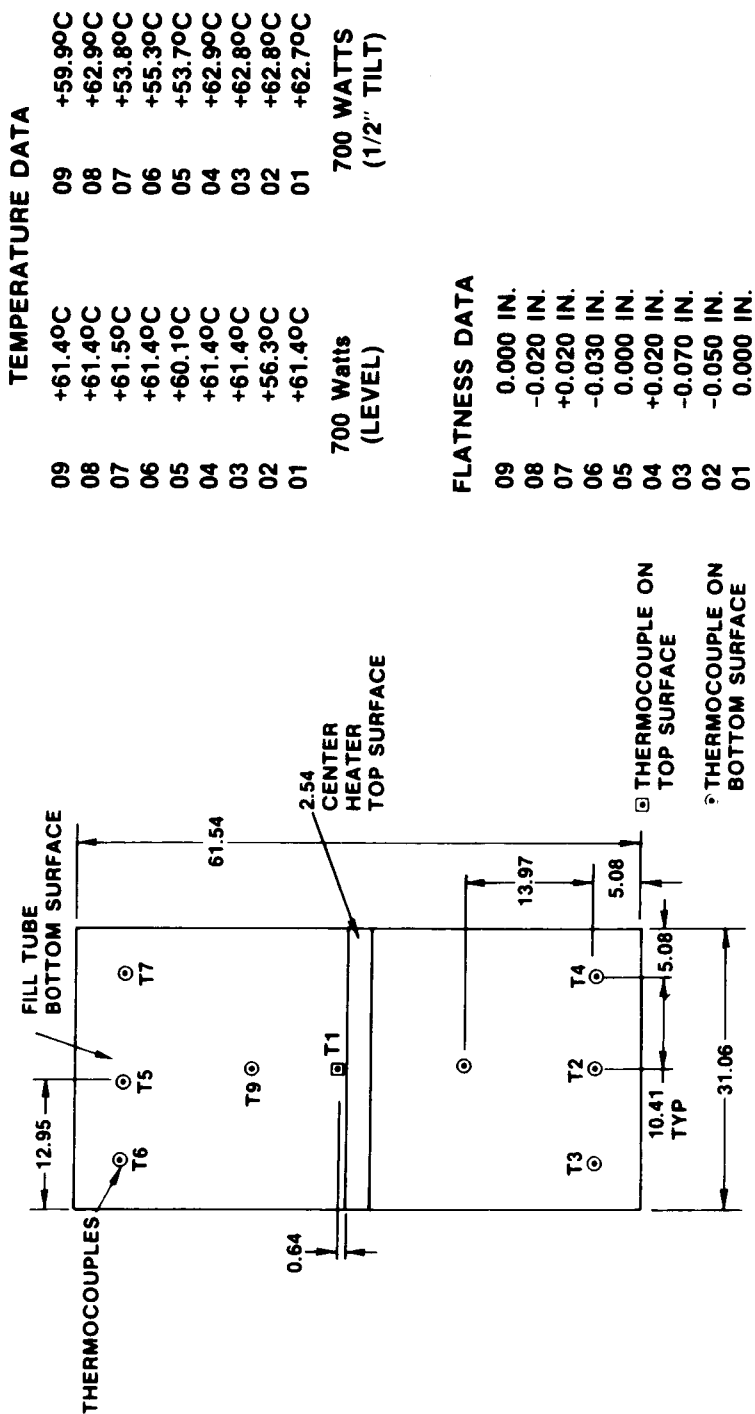 TEMPERATURE DATA
09 +61.4ºC
08 +61.4ºC
07 +61.5ºC
06 +61.4ºC
05 +60.1ºC
04 +61.4ºC
03 +61.4ºC
02 +56.3ºC
01 +61.4ºC
700 Watts
(LEVEL)
09 +59.9ºC
08 +62.9ºC
07 +53.8ºC
06 +55.3ºC
05 +53.7ºC
04 +62.9ºC
03 +62.8ºC
02 +62.8ºC
01 +62.7ºC
700 WATTS
(1/2" TILT)
FLATNESS DATA
09 0.000 IN.
08 -0.020 IN.
07 +0.020 IN.
06 -0.030 IN.
05 0.000 IN.
04 +0.020 IN.
03 -0.070 IN.
02 -0.050 IN.
01 0.000 IN.
THERMOCOUPLES
FILL TUBE
BOTTOM SURFACE
12.95
T6
T5
T7
T9
T1
0.64
61.54
2.54
CENTER
HEATER
TOP SURFACE
13.97
5.08
T3
T2
T4
10.41
TYP
5.08
31.06
THERMOCOUPLE ON
TOP SURFACE
THERMOCOUPLE ON
BOTTOM SURFACE